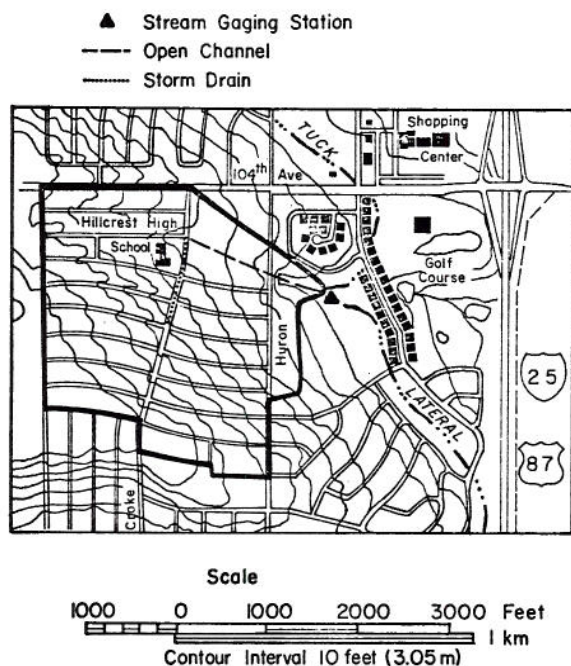 Stream Gaging Station
Open Channel
Storm Drain
Shopping
Center
TUCK
104th Ave
Hillcrest High
School
Golf
Course
Hyron
25
LATERAL
87
Croke
Scale
1000 0 1000 2000 3000 Feet
1 km
Contour Interval 10 feet (3.05 m)